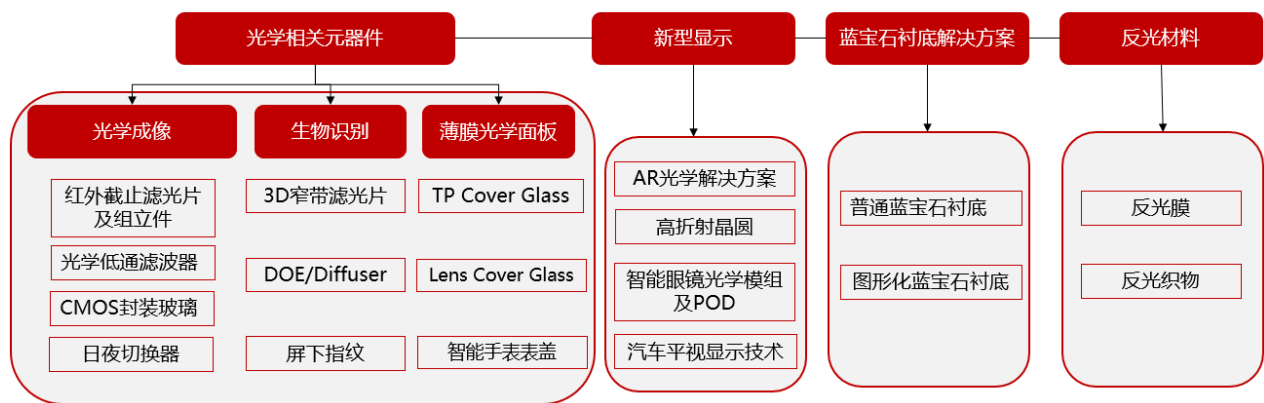 光学相关元器件
新型显示
蓝宝石衬底解决方案
反光材料
光学成像
生物识别
薄膜光学面板
红外截止滤光片
及组立件
光学低通滤波器
CMOS封装玻璃
日夜切换器
3D窄带滤光片
DOE/Diffuser
屏下指纹
TP Cover Glass
Lens Cover Glass
智能手表表盖
AR光学解决方案
高折射晶圆
智能眼镜光学模组
及POD
汽车平视显示技术
普通蓝宝石衬底
图形化蓝宝石衬底
反光膜
反光织物